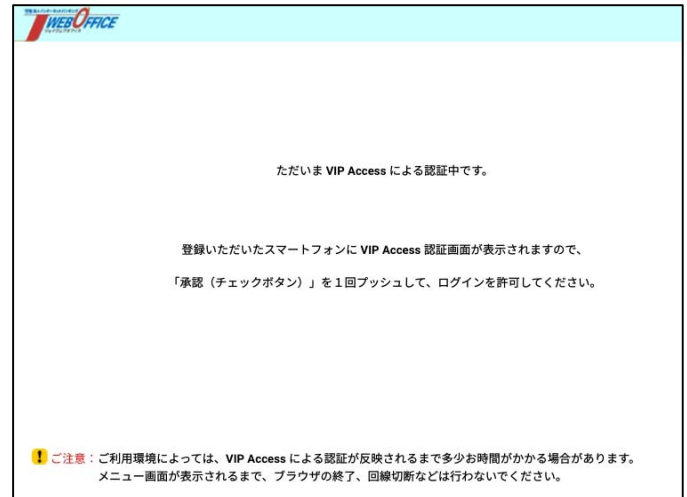 WEB OFFICE
ただいま VIP Access による認証中です。
登録いただいたスマートフォンに VIP Access 認証画面が表示されますので、
「承認（チェックボタン）」を１回プッシュして、ログインを許可してください。
ご注意：ご利用環境によっては、VIP Access による認証が反映されるまで多少お時間がかかる場合があります。
メニュー画面が表示されるまで、ブラウザの終了、回線切断などは行わないでください。